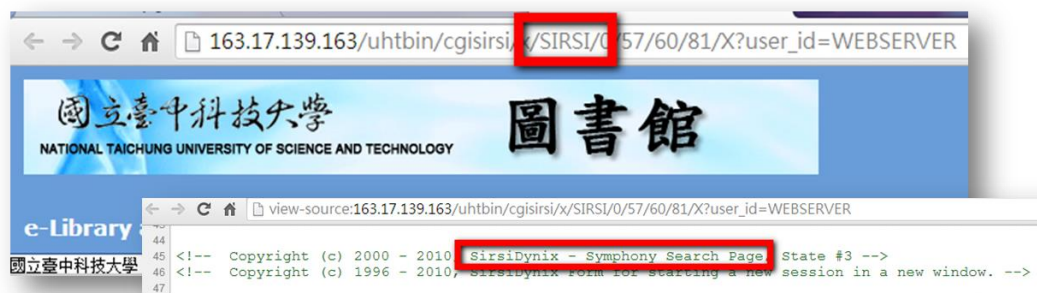 163.17.139.163/uhtbin/cgisirsi/x/SIRSI/0/57/60/81/X?user_id=WEBSERVER
國立臺中科技大學 圖書館
NATIONAL TAICHUNG UNIVERSITY OF SCIENCE AND TECHNOLOGY
e-Library
國立臺中科技大學
view-source:163.17.139.163/uhtbin/cgisirsi/x/SIRSI/0/57/60/81/X?user_id=WEBSERVER
44
45 <!-- Copyright (c) 2000 - 2010, SirsiDynix - Symphony Search Page, State #3 -->
46 <!-- Copyright (c) 1996 - 2010, SirsiDynix Form for starting a new session in a new window. -->
47